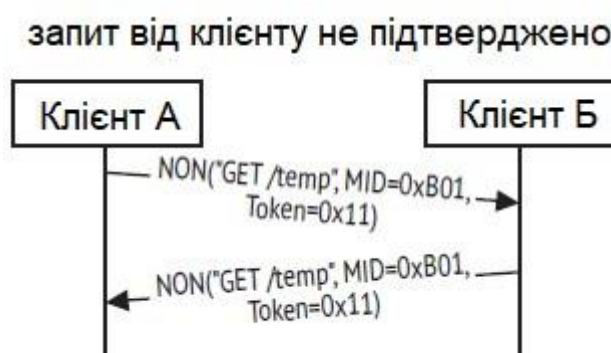 запит від клієнту не підтверджено
Клієнт А
Клієнт Б
NON("GET /temp", MID=0xB01,
Token=0x11)
NON("GET /temp", MID=0xB01,
Token=0x11)